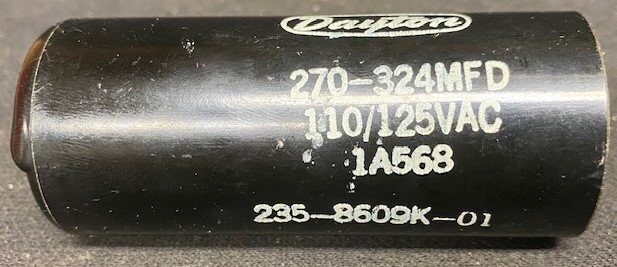 Dayton
270-324MFD
110/125VAC
1A568
235-8609K-01